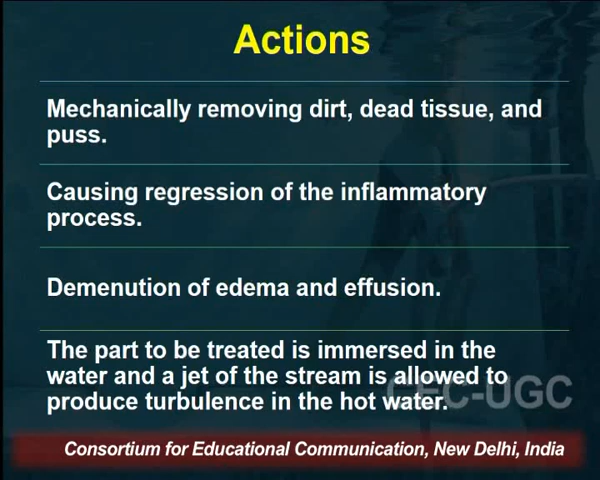 Actions
Mechanically removing dirt, dead tissue, and
puss.
Causing regression of the inflammatory
process.
Demenution of edema and effusion.
The part to be treated is immersed in the
water and a jet of the stream is allowed to
produce turbulence in the hot water.
CEC-UGC
Consortium for Educational Communication, New Delhi, India